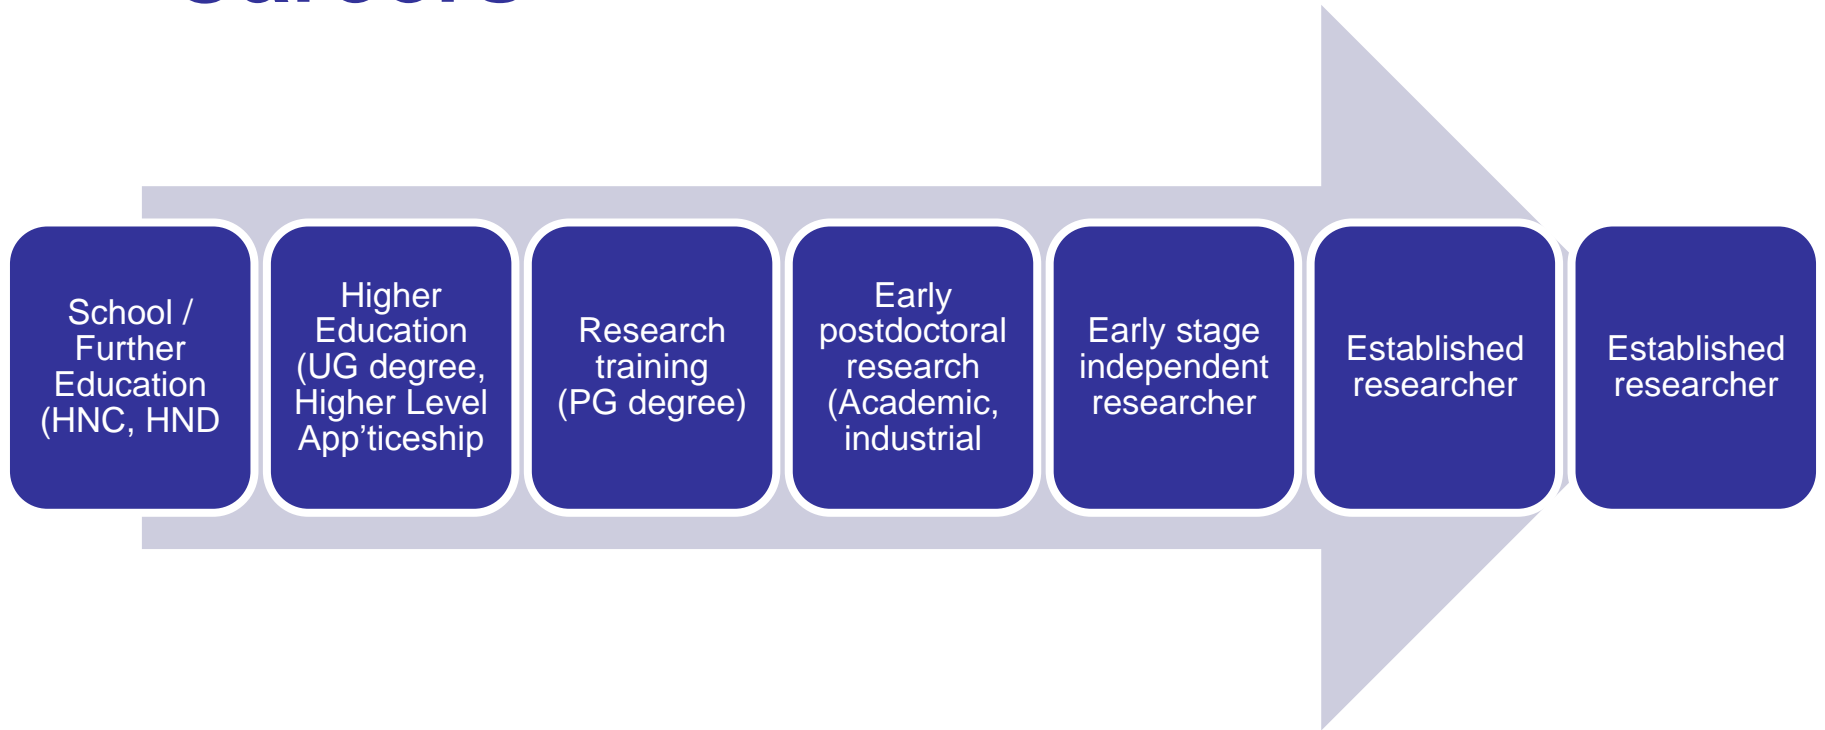 School /
Further
Education
(HNC, HND
Higher
Education
(UG degree,
Higher Level
App’ticeship
Research
training
(PG degree)
Early
postdoctoral
research
(Academic,
industrial
Early stage
independent
researcher
Established
researcher
Established
researcher